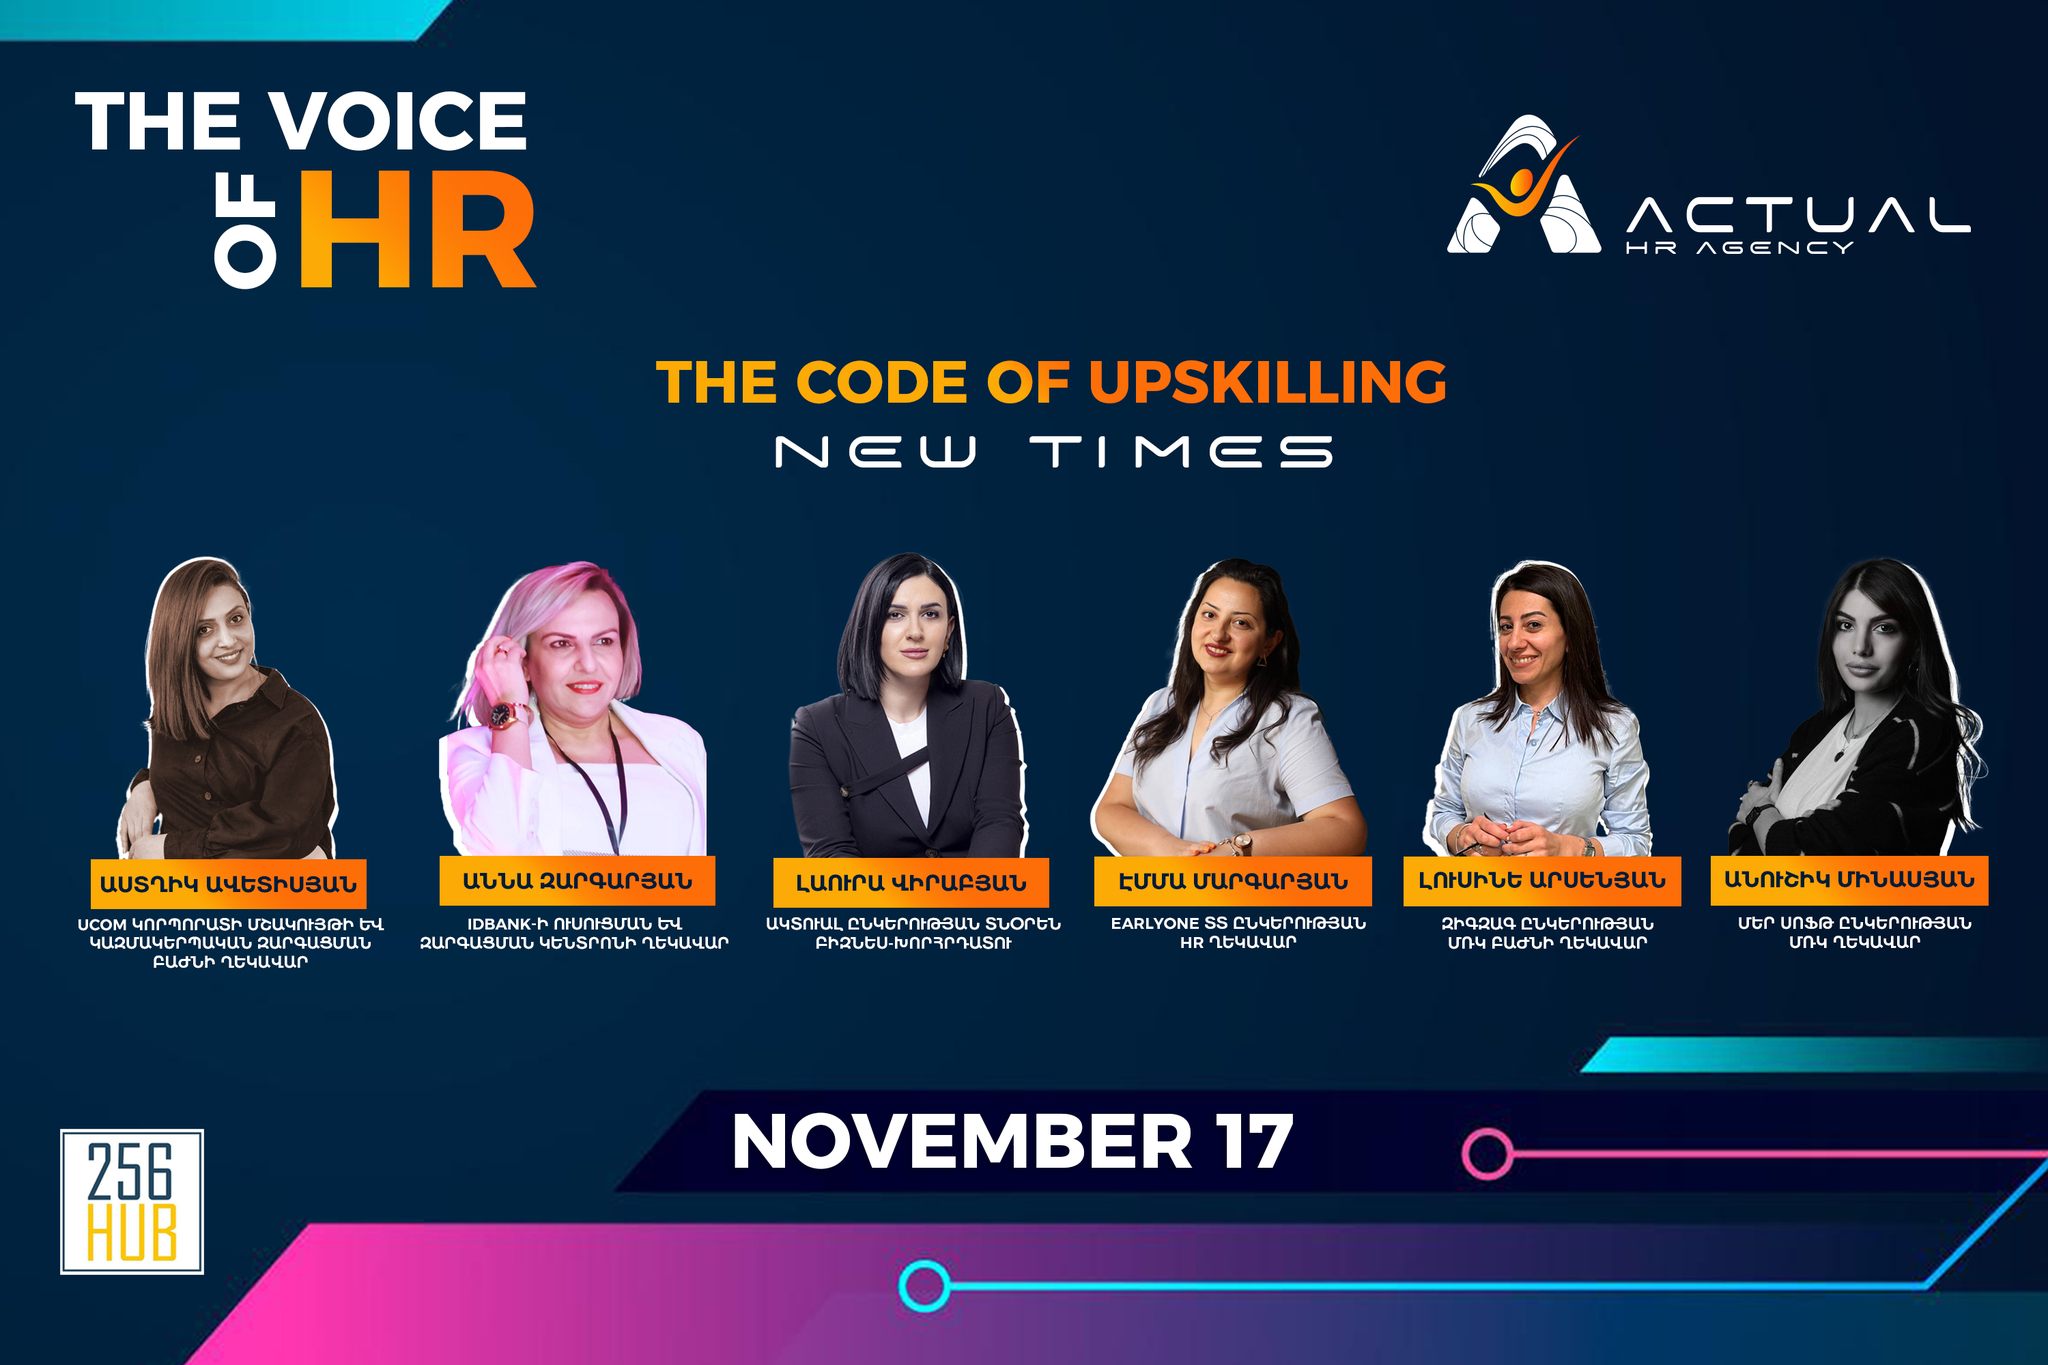 THE VOICE
OF HR
ACTUAL
HR AGENCY
THE CODE OF UPSKILLING
NEW TIMES
ԱՍՏՂԻԿ ԱՎԵՏԻՍՅԱՆ
UCOM ԿՈՐՊՈՐԱՏԻ ՄՇԱԿՈՒՅԹԻ ԵՎ
ԿԱԶՄԱԿԵՐՊԱԿԱՆ ԶԱՐԳԱՑՄԱՆ
ԲԱԺՆԻ ՂԵԿԱՎԱՐ
ԱՆՆԱ ԶԱՐԳԱՐՅԱՆ
IDBANK-Ի ՈՒՍՈՒՑՄԱՆ ԵՎ
ԶԱՐԳԱՑՄԱՆ ԿԵՆՏՐՈՆԻ ՂԵԿԱՎԱՐ
ԼԱՈՒՐԱ ՎԻՐԱԲՅԱՆ
ԱԿՏՈՒԱԼ ԸՆԿԵՐՈՒԹՅԱՆ ՏՆՕՐԵՆ
ԲԻԶՆԵՍ-ԽՈՐՀՐԴԱՏՈՒ
ԷՄՄԱ ՄԱՐԳԱՐՅԱՆ
EARLYONE ՏՏ ԸՆԿԵՐՈՒԹՅԱՆ
HR ՂԵԿԱՎԱՐ
ԼՈՒՍԻՆԵ ԱՐՍԵՆՅԱՆ
ԶԻԳԶԱԳ ԸՆԿԵՐՈՒԹՅԱՆ
ՄՌԿ ԲԱԺՆԻ ՂԵԿԱՎԱՐ
ԱՆՈՒՇԻԿ ՄԻՆԱՍՅԱՆ
ՄԵՐ ՍՈՖԹ ԸՆԿԵՐՈՒԹՅԱՆ
ՄՌԿ ՂԵԿԱՎԱՐ
NOVEMBER 17
256
HUB